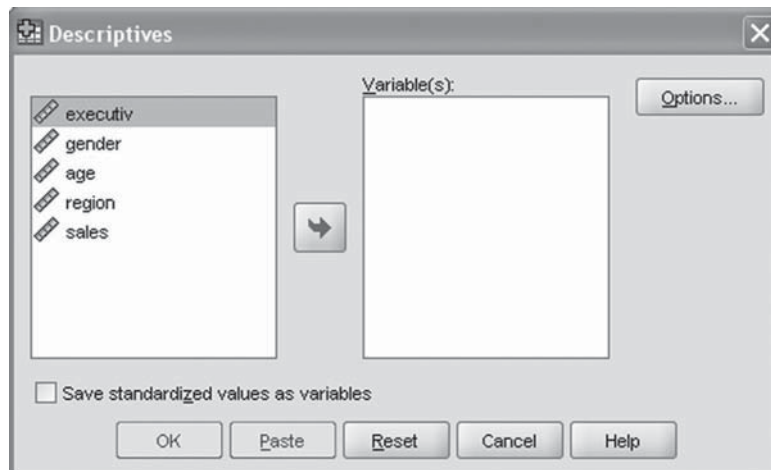 Descriptives
Variable(s):
Options...
executiv
gender
age
region
sales
Save standardized values as variables
OK
Paste
Reset
Cancel
Help